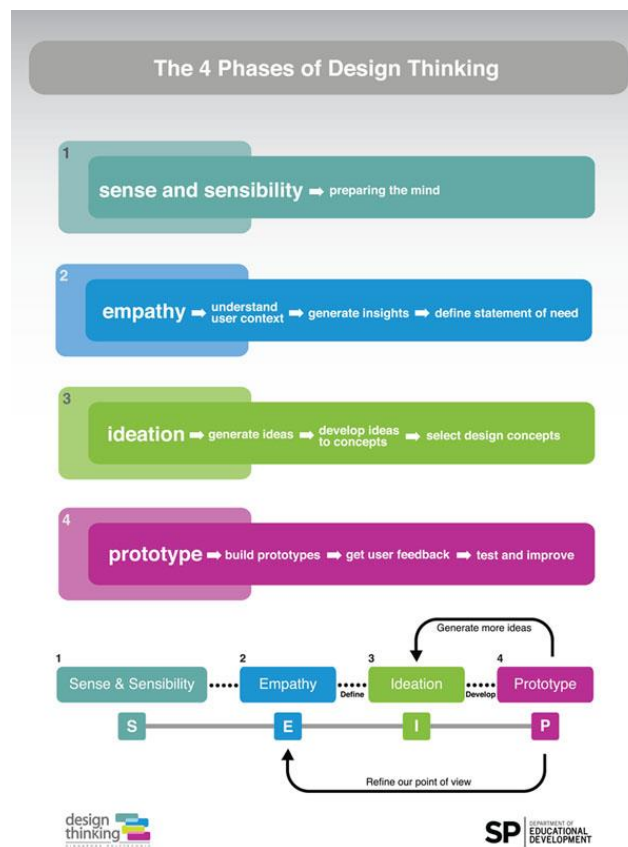 The 4 Phases of Design Thinking
1
sense and sensibility ➡ preparing the mind
2
empathy ➡ understand user context ➡ generate insights ➡ define statement of need
3
ideation ➡ generate ideas ➡ develop ideas to concepts ➡ select design concepts
4
prototype ➡ build prototypes ➡ get user feedback ➡ test and improve
Generate more ideas
1 2 3 4
Sense & Sensibility Empathy Define Ideation Develop Prototype
S E I P
Refine our point of view
design
thinking
SINGAPORE POLYTECHNIC
SP
DEPARTMENT OF
EDUCATIONAL
DEVELOPMENT